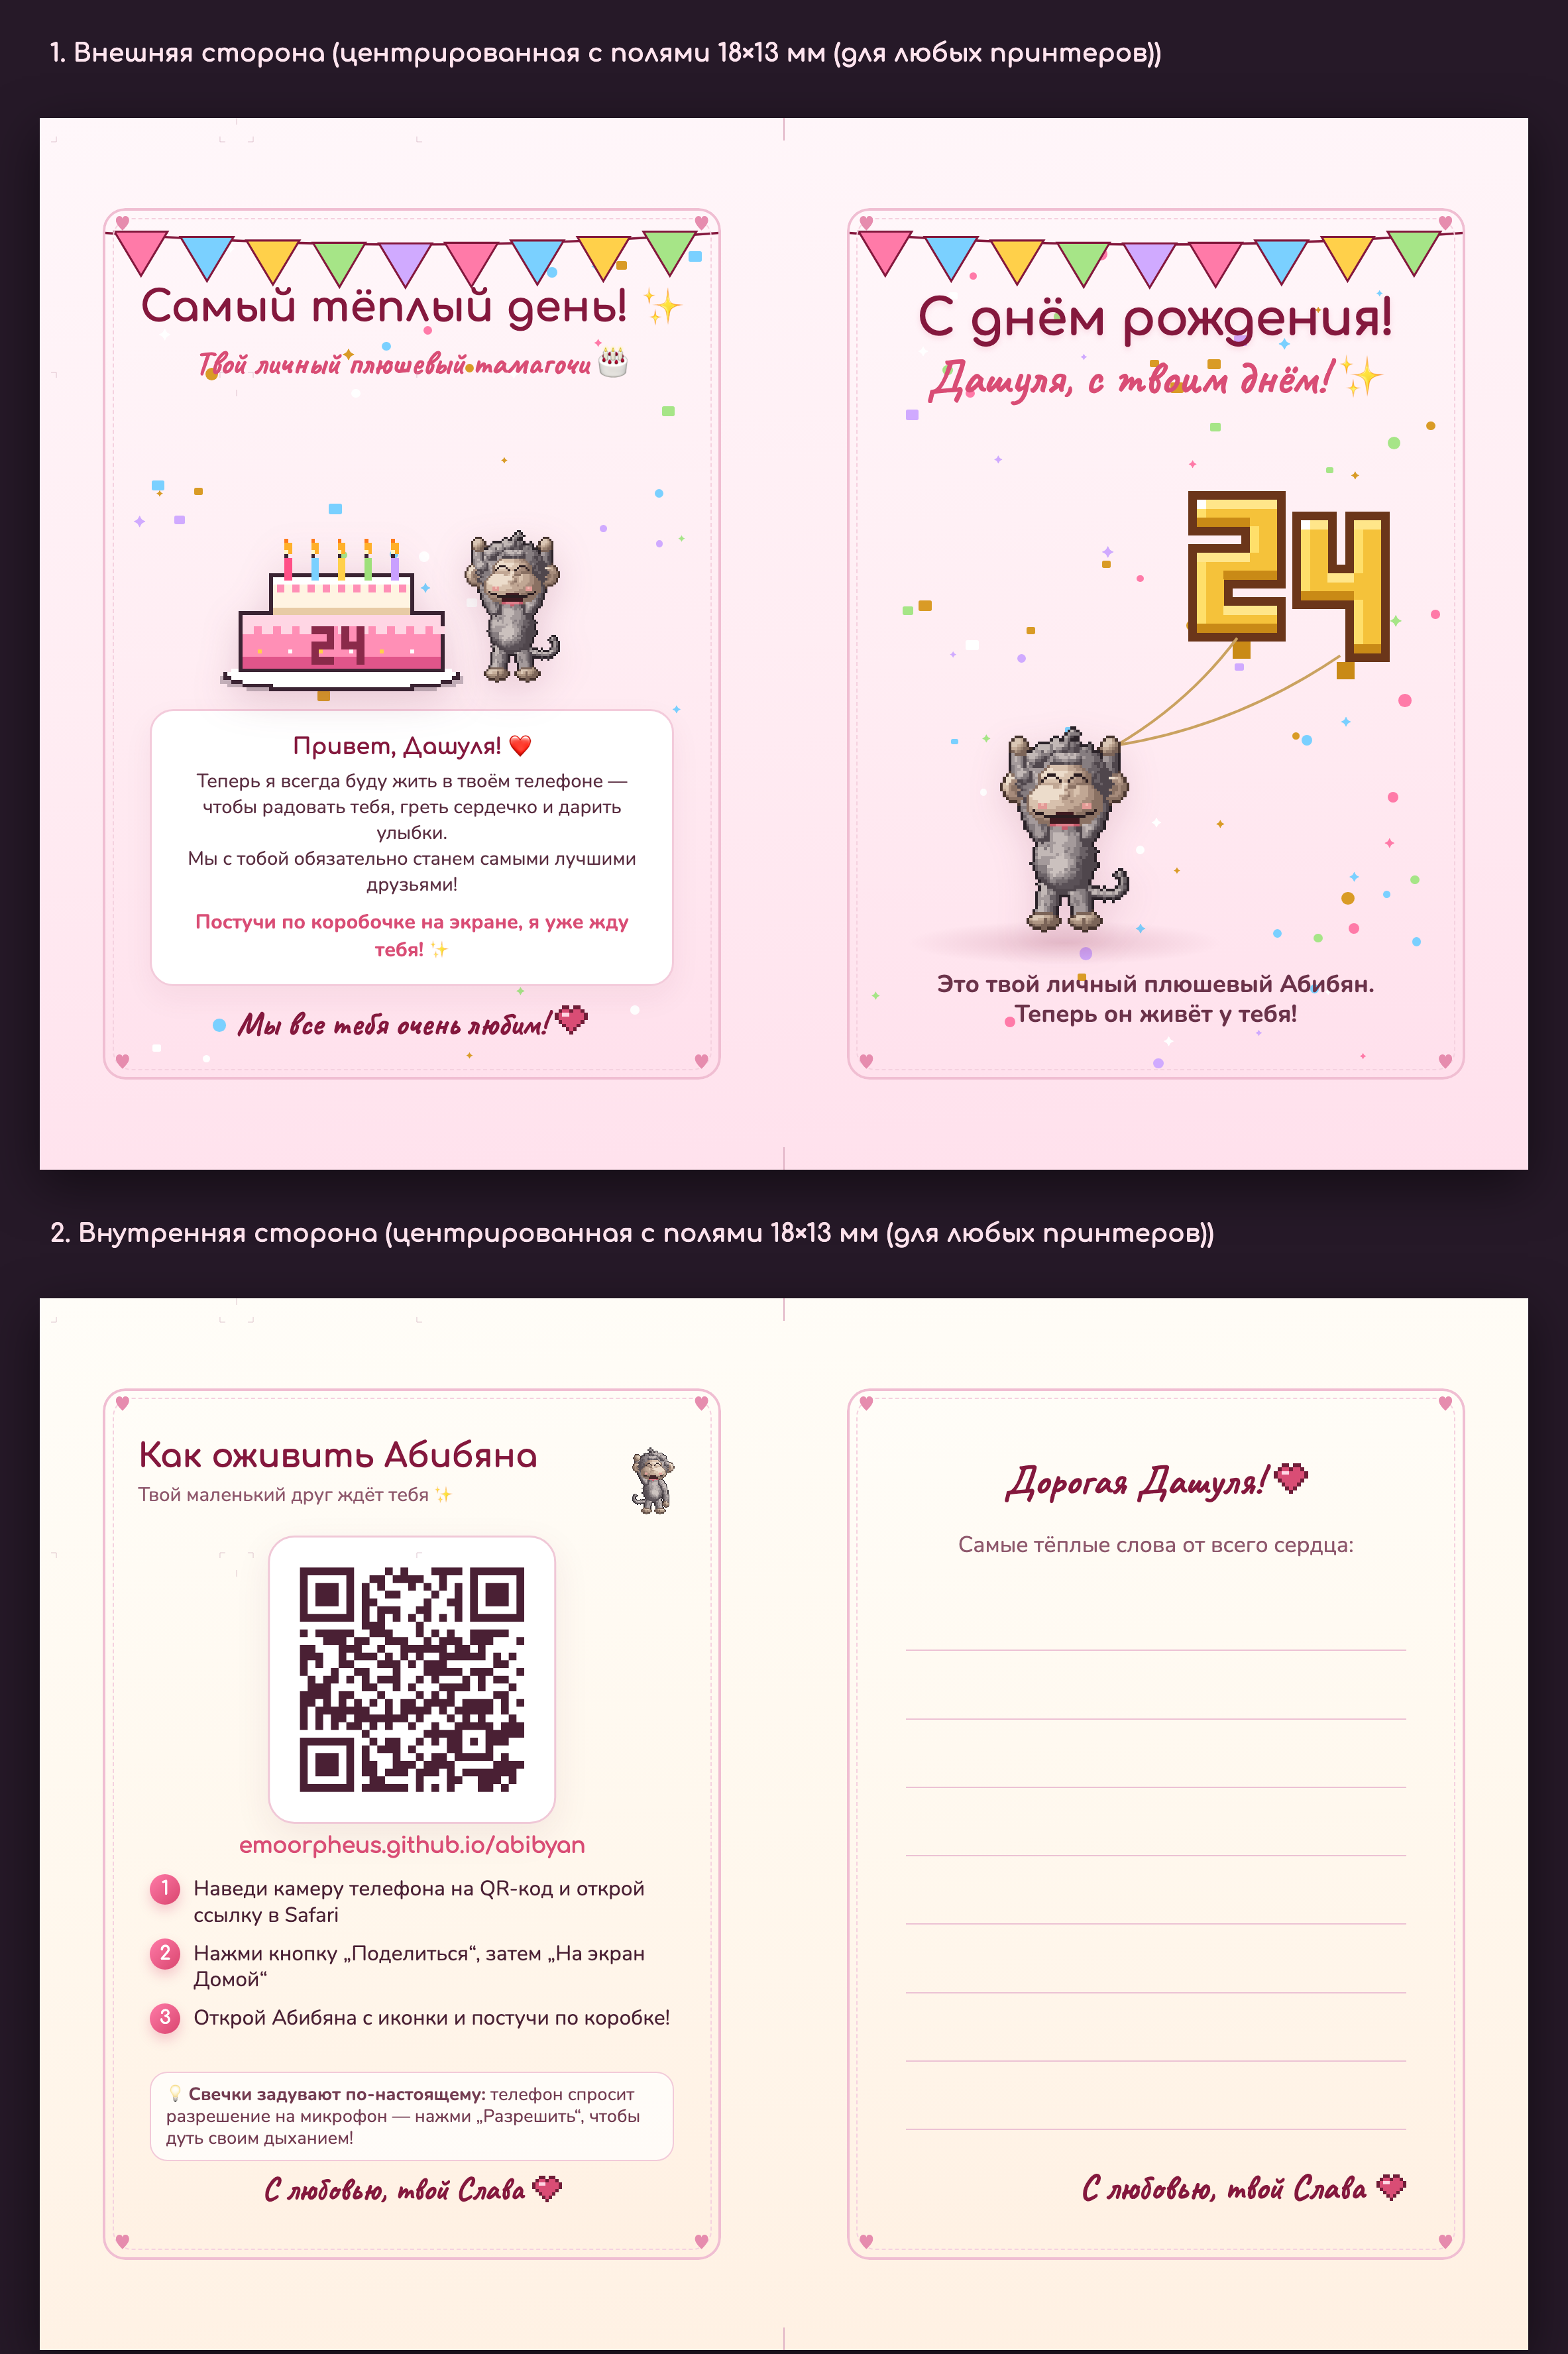 1. Внешняя сторона (центрированная с полями 18×13 мм (для любых принтеров))
Самый тёплый день! ✨
Твой личный плюшевый тамагочи 🎂
24
Привет, Дашуля! ❤️
Теперь я всегда буду жить в твоём телефоне —
чтобы радовать тебя, греть сердечко и дарить
улыбки.
Мы с тобой обязательно станем самыми лучшими
друзьями!
Постучи по коробочке на экране, я уже жду
тебя! ✨
Мы все тебя очень любим!
С днём рождения!
Дашуля, с твоим днём! ✨
24
Это твой личный плюшевый Абибян.
Теперь он живёт у тебя!
2. Внутренняя сторона (центрированная с полями 18×13 мм (для любых принтеров))
Как оживить Абибяна
Твой маленький друг ждёт тебя ✨
emoorpheus.github.io/abibyan
1 Наведи камеру телефона на QR-код и открой
ссылку в Safari
2 Нажми кнопку „Поделиться“, затем „На экран
Домой“
3 Открой Абибяна с иконки и постучи по коробке!
💡 Свечки задувают по-настоящему: телефон спросит
разрешение на микрофон — нажми „Разрешить“, чтобы
дуть своим дыханием!
С любовью, твой Слава
Дорогая Дашуля!
Самые тёплые слова от всего сердца:
С любовью, твой Слава